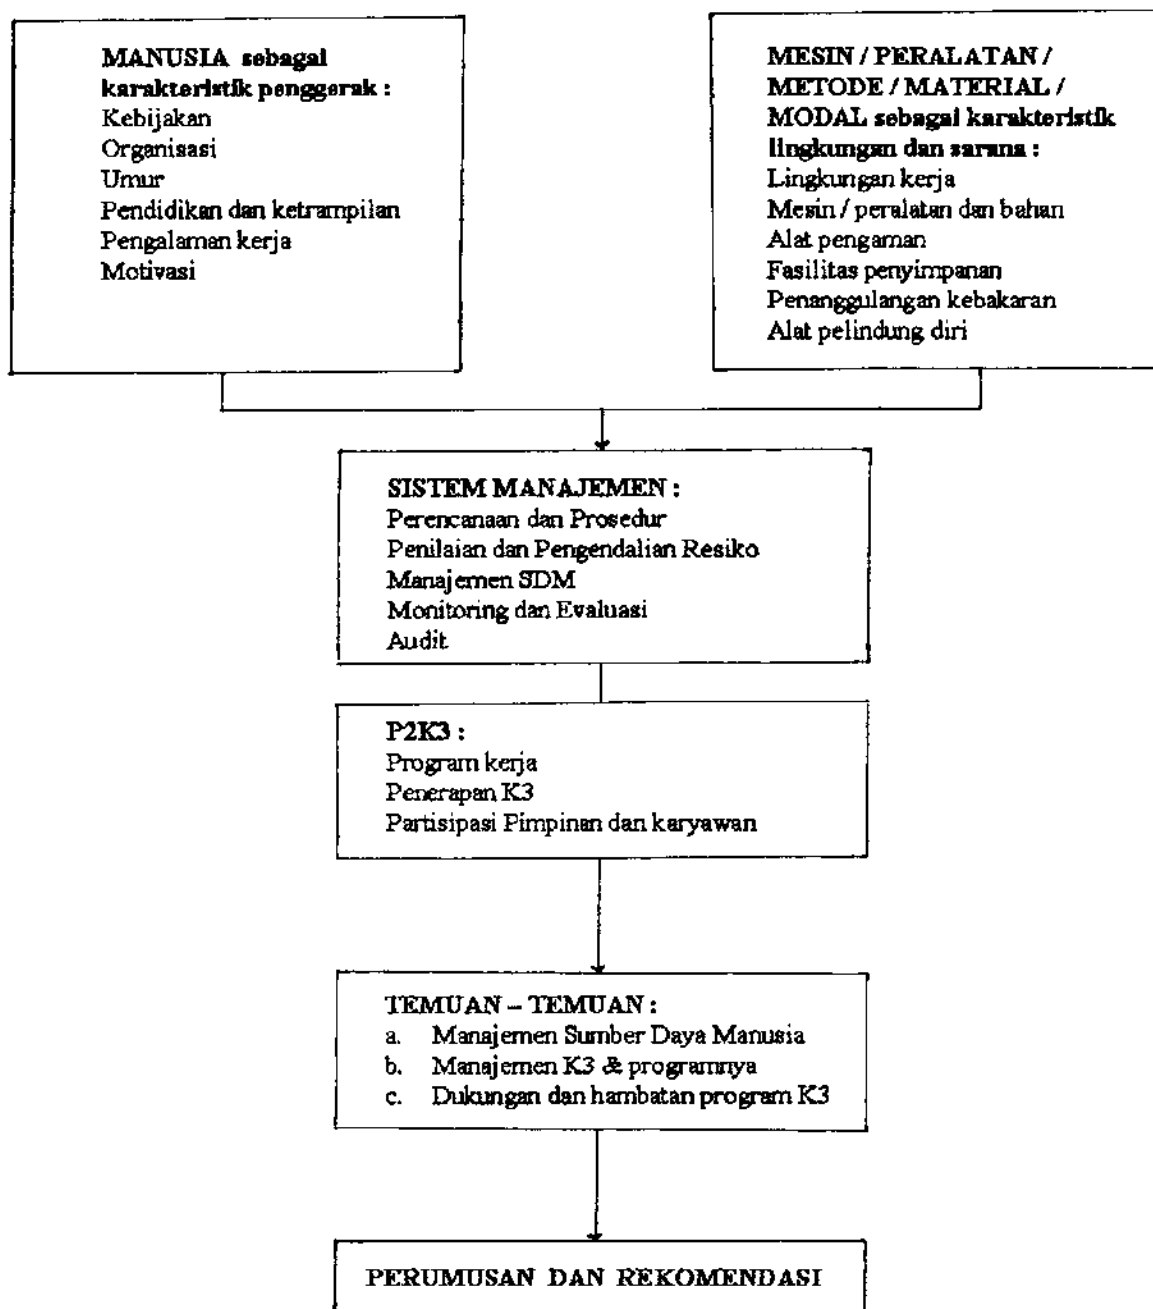 MANUSIA sebagai
karakteristik penggerak :
Kebijakan
Organisasi
Umur
Pendidikan dan ketrampilan
Pengalaman kerja
Motivasi
MESIN / PERALATAN /
METODE / MATERIAL /
MODAL sebagai karakteristik
lingkungan dan sarana :
Lingkungan kerja
Mesin / peralatan dan bahan
Alat pengaman
Fasilitas penyimpanan
Penanggulangan kebakaran
Alat pelindung diri
SISTEM MANAJEMEN :
Perencanaan dan Prosedur
Penilaian dan Pengendalian Resiko
Manajemen SDM
Monitoring dan Evaluasi
Audit
P2K3 :
Program kerja
Penerapan K3
Partisipasi Pimpinan dan karyawan
TEMUAN – TEMUAN :
a. Manajemen Sumber Daya Manusia
b. Manajemen K3 & programnya
c. Dukungan dan hambatan program K3
PERUMUSAN DAN REKOMENDASI